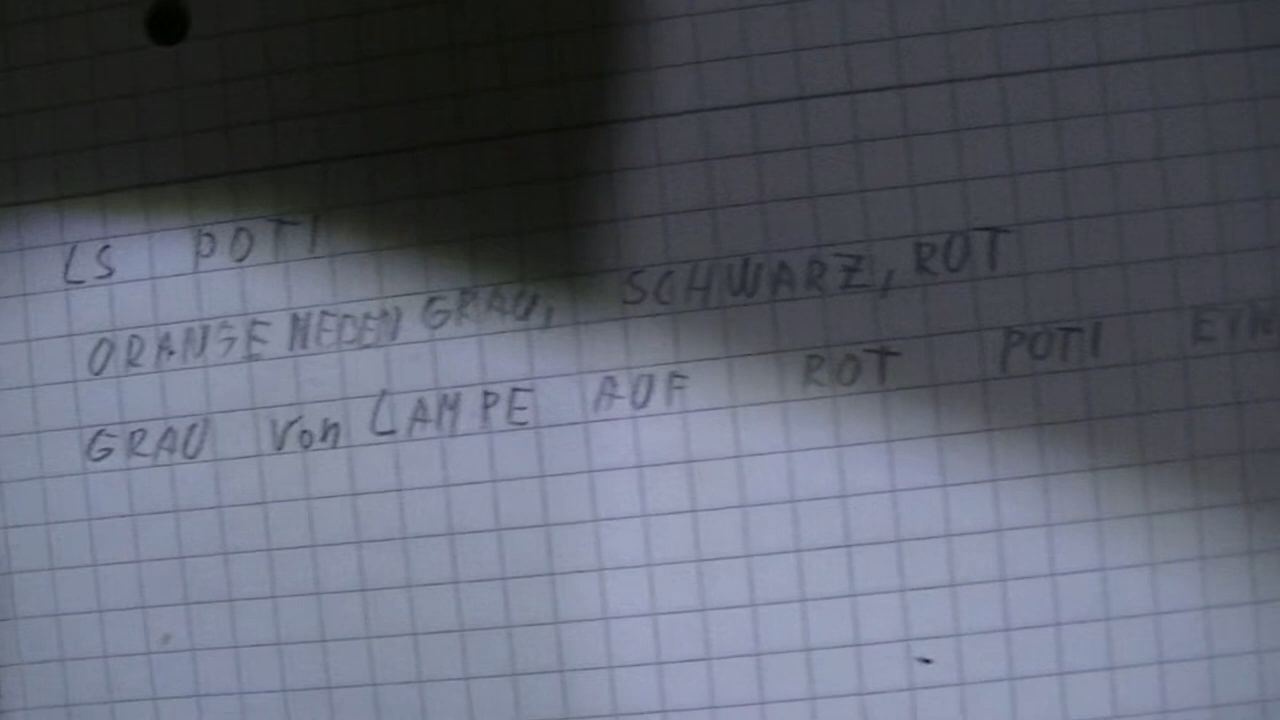 LS POTI
ORANGE NEBEN GRAU, SCHWARZ, ROT
GRAU Von LAMPE AUF ROT POTI